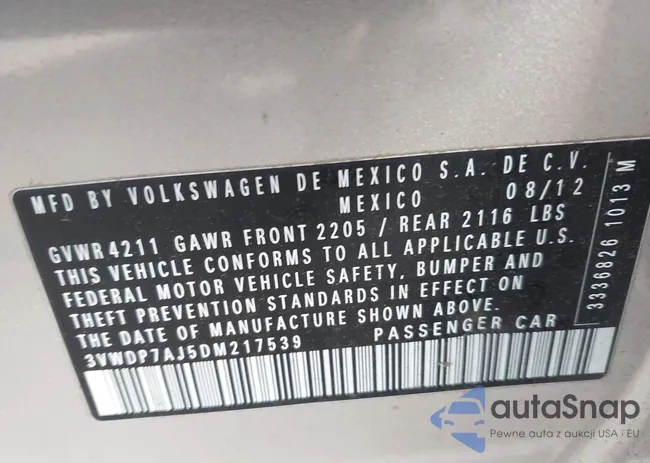 MFD BY VOLKSWAGEN DE MEXICO S.A. DE C.V.
MEXICO 08/12
GVWR 4211 GAWR FRONT 2205 / REAR 2116 LBS
THIS VEHICLE CONFORMS TO ALL APPLICABLE U.S.
FEDERAL MOTOR VEHICLE SAFETY, BUMPER AND
THEFT PREVENTION STANDARDS IN EFFECT ON
THE DATE OF MANUFACTURE SHOWN ABOVE.
3VWDP7AJ5DM217539 PASSENGER CAR
3336826 1013 M
autaSnap
Pewne auta z aukcji USA i EU